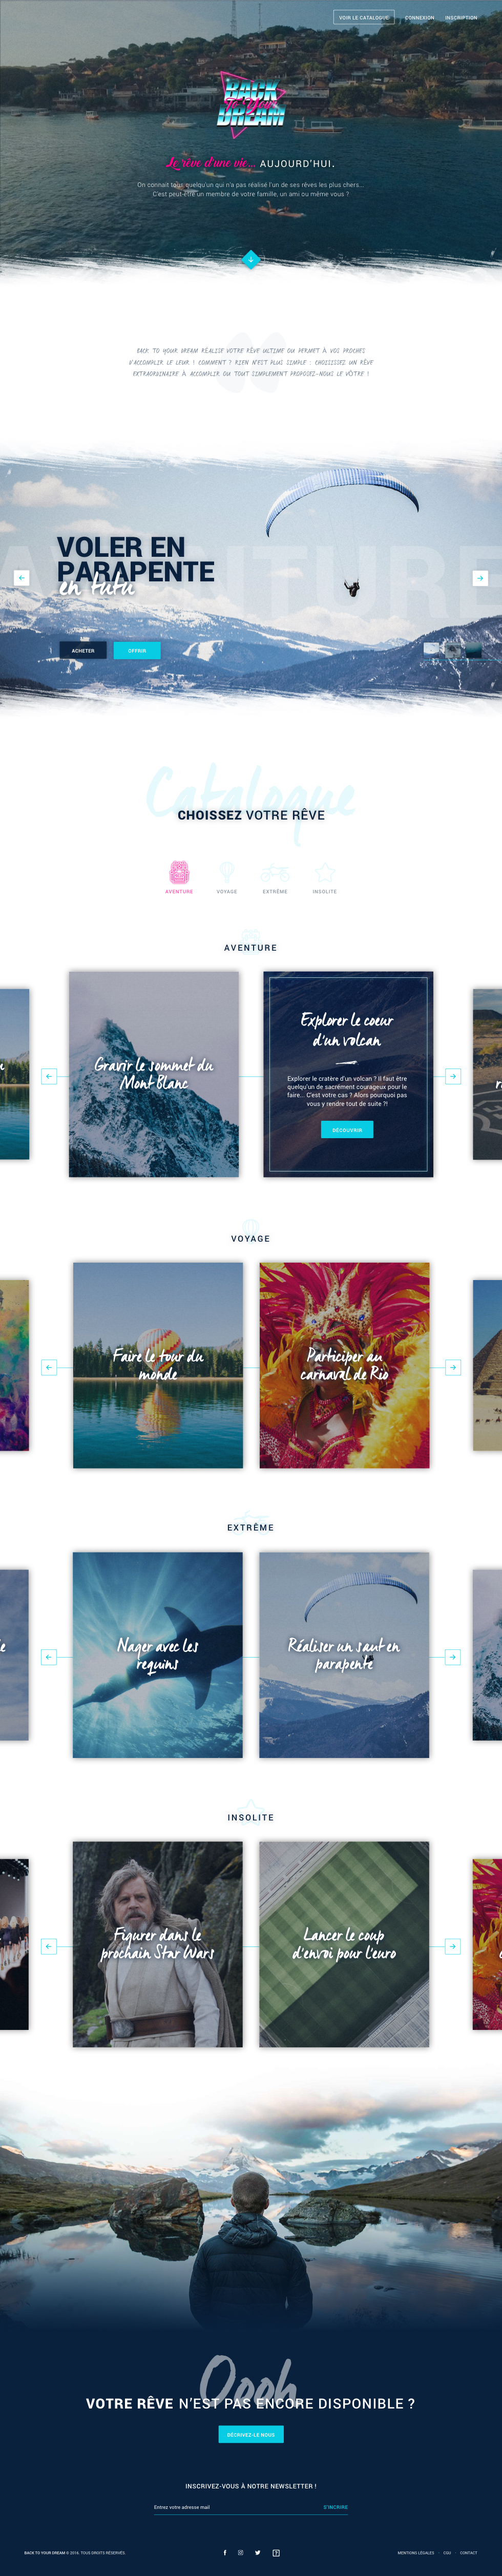 VOIR LE CATALOGUE
CONNEXION
INSCRIPTION
BACK
To Your
DREAM
Le rêve d'une vie... AUJOURD'HUI.
On connait tous quelqu'un qui n'a pas réalisé l'un de ses rêves les plus chers...
C'est peut-être un membre de votre famille, un ami ou même vous ?
BACK TO YOUR DREAM RÉALISE VOTRE RÊVE ULTIME OU PERMET À VOS PROCHES
D'ACCOMPLIR LE LEUR ! COMMENT ? RIEN N'EST PLUS SIMPLE : CHOISISSEZ UN RÊVE
EXTRAORDINAIRE À ACCOMPLIR OU TOUT SIMPLEMENT PROPOSEZ-NOUS LE VÔTRE !
AVENTURE
VOLER EN
PARAPENTE
en tutu
ACHETER
OFFRIR
Catalogue
CHOISSEZ VOTRE RÊVE
AVENTURE
VOYAGE
EXTRÊME
INSOLITE
AVENTURE
Gravir le sommet du
Mont Blanc
Explorer le coeur
d'un volcan
Explorer le cratère d'un volcan ? Il faut être
quelqu'un de sacrément courageux pour le
faire... C'est votre cas ? Alors pourquoi pas
vous y rendre tout de suite ?!
DÉCOUVRIR
VOYAGE
Faire le tour du
monde
Participer au
carnaval de Rio
EXTRÊME
Nager avec les
requins
Réaliser un saut en
parapente
INSOLITE
Figurer dans le
prochain Star Wars
Lancer le coup
d'envoi pour l'euro
Oooh
VOTRE RÊVE N'EST PAS ENCORE DISPONIBLE ?
DÉCRIVEZ-LE NOUS
INSCRIVEZ-VOUS À NOTRE NEWSLETTER !
Entrez votre adresse mail
S'INCRIRE
BACK TO YOUR DREAM © 2016. TOUS DROITS RÉSERVÉS.
MENTIONS LÉGALES - CGU - CONTACT